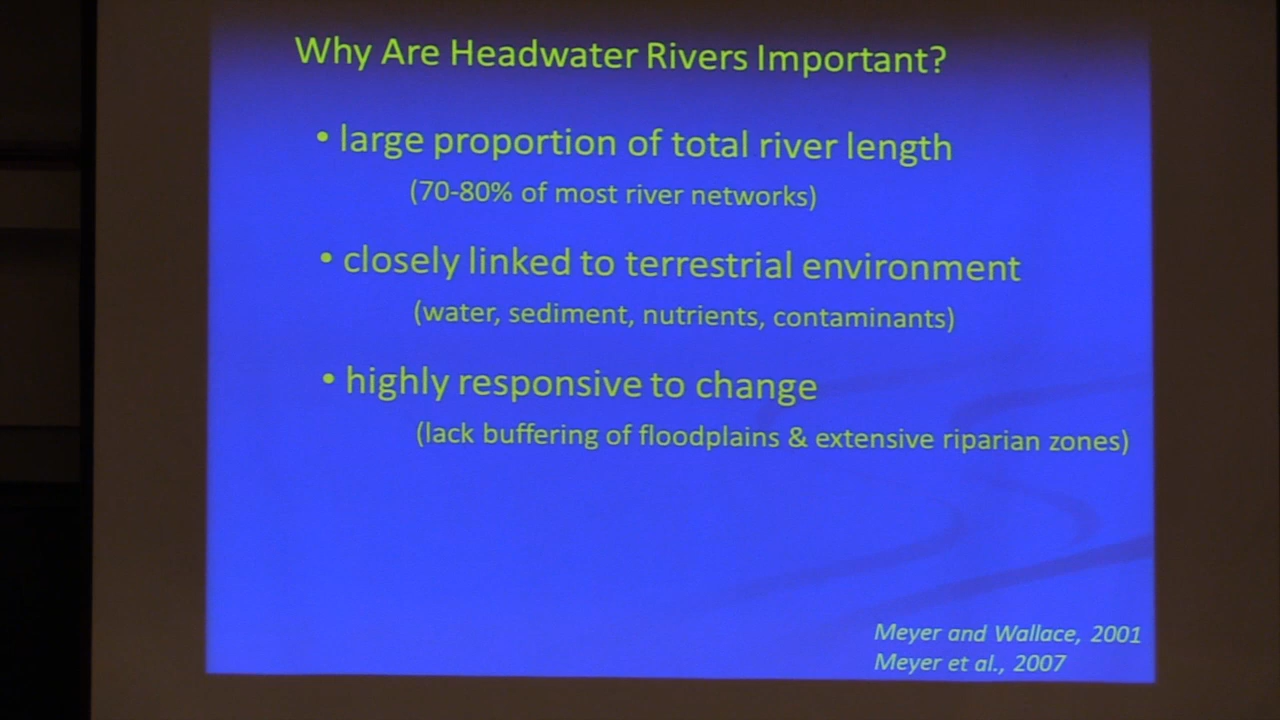 Why Are Headwater Rivers Important?
• large proportion of total river length
(70-80% of most river networks)
• closely linked to terrestrial environment
(water, sediment, nutrients, contaminants)
• highly responsive to change
(lack buffering of floodplains & extensive riparian zones)
Meyer and Wallace, 2001
Meyer et al., 2007